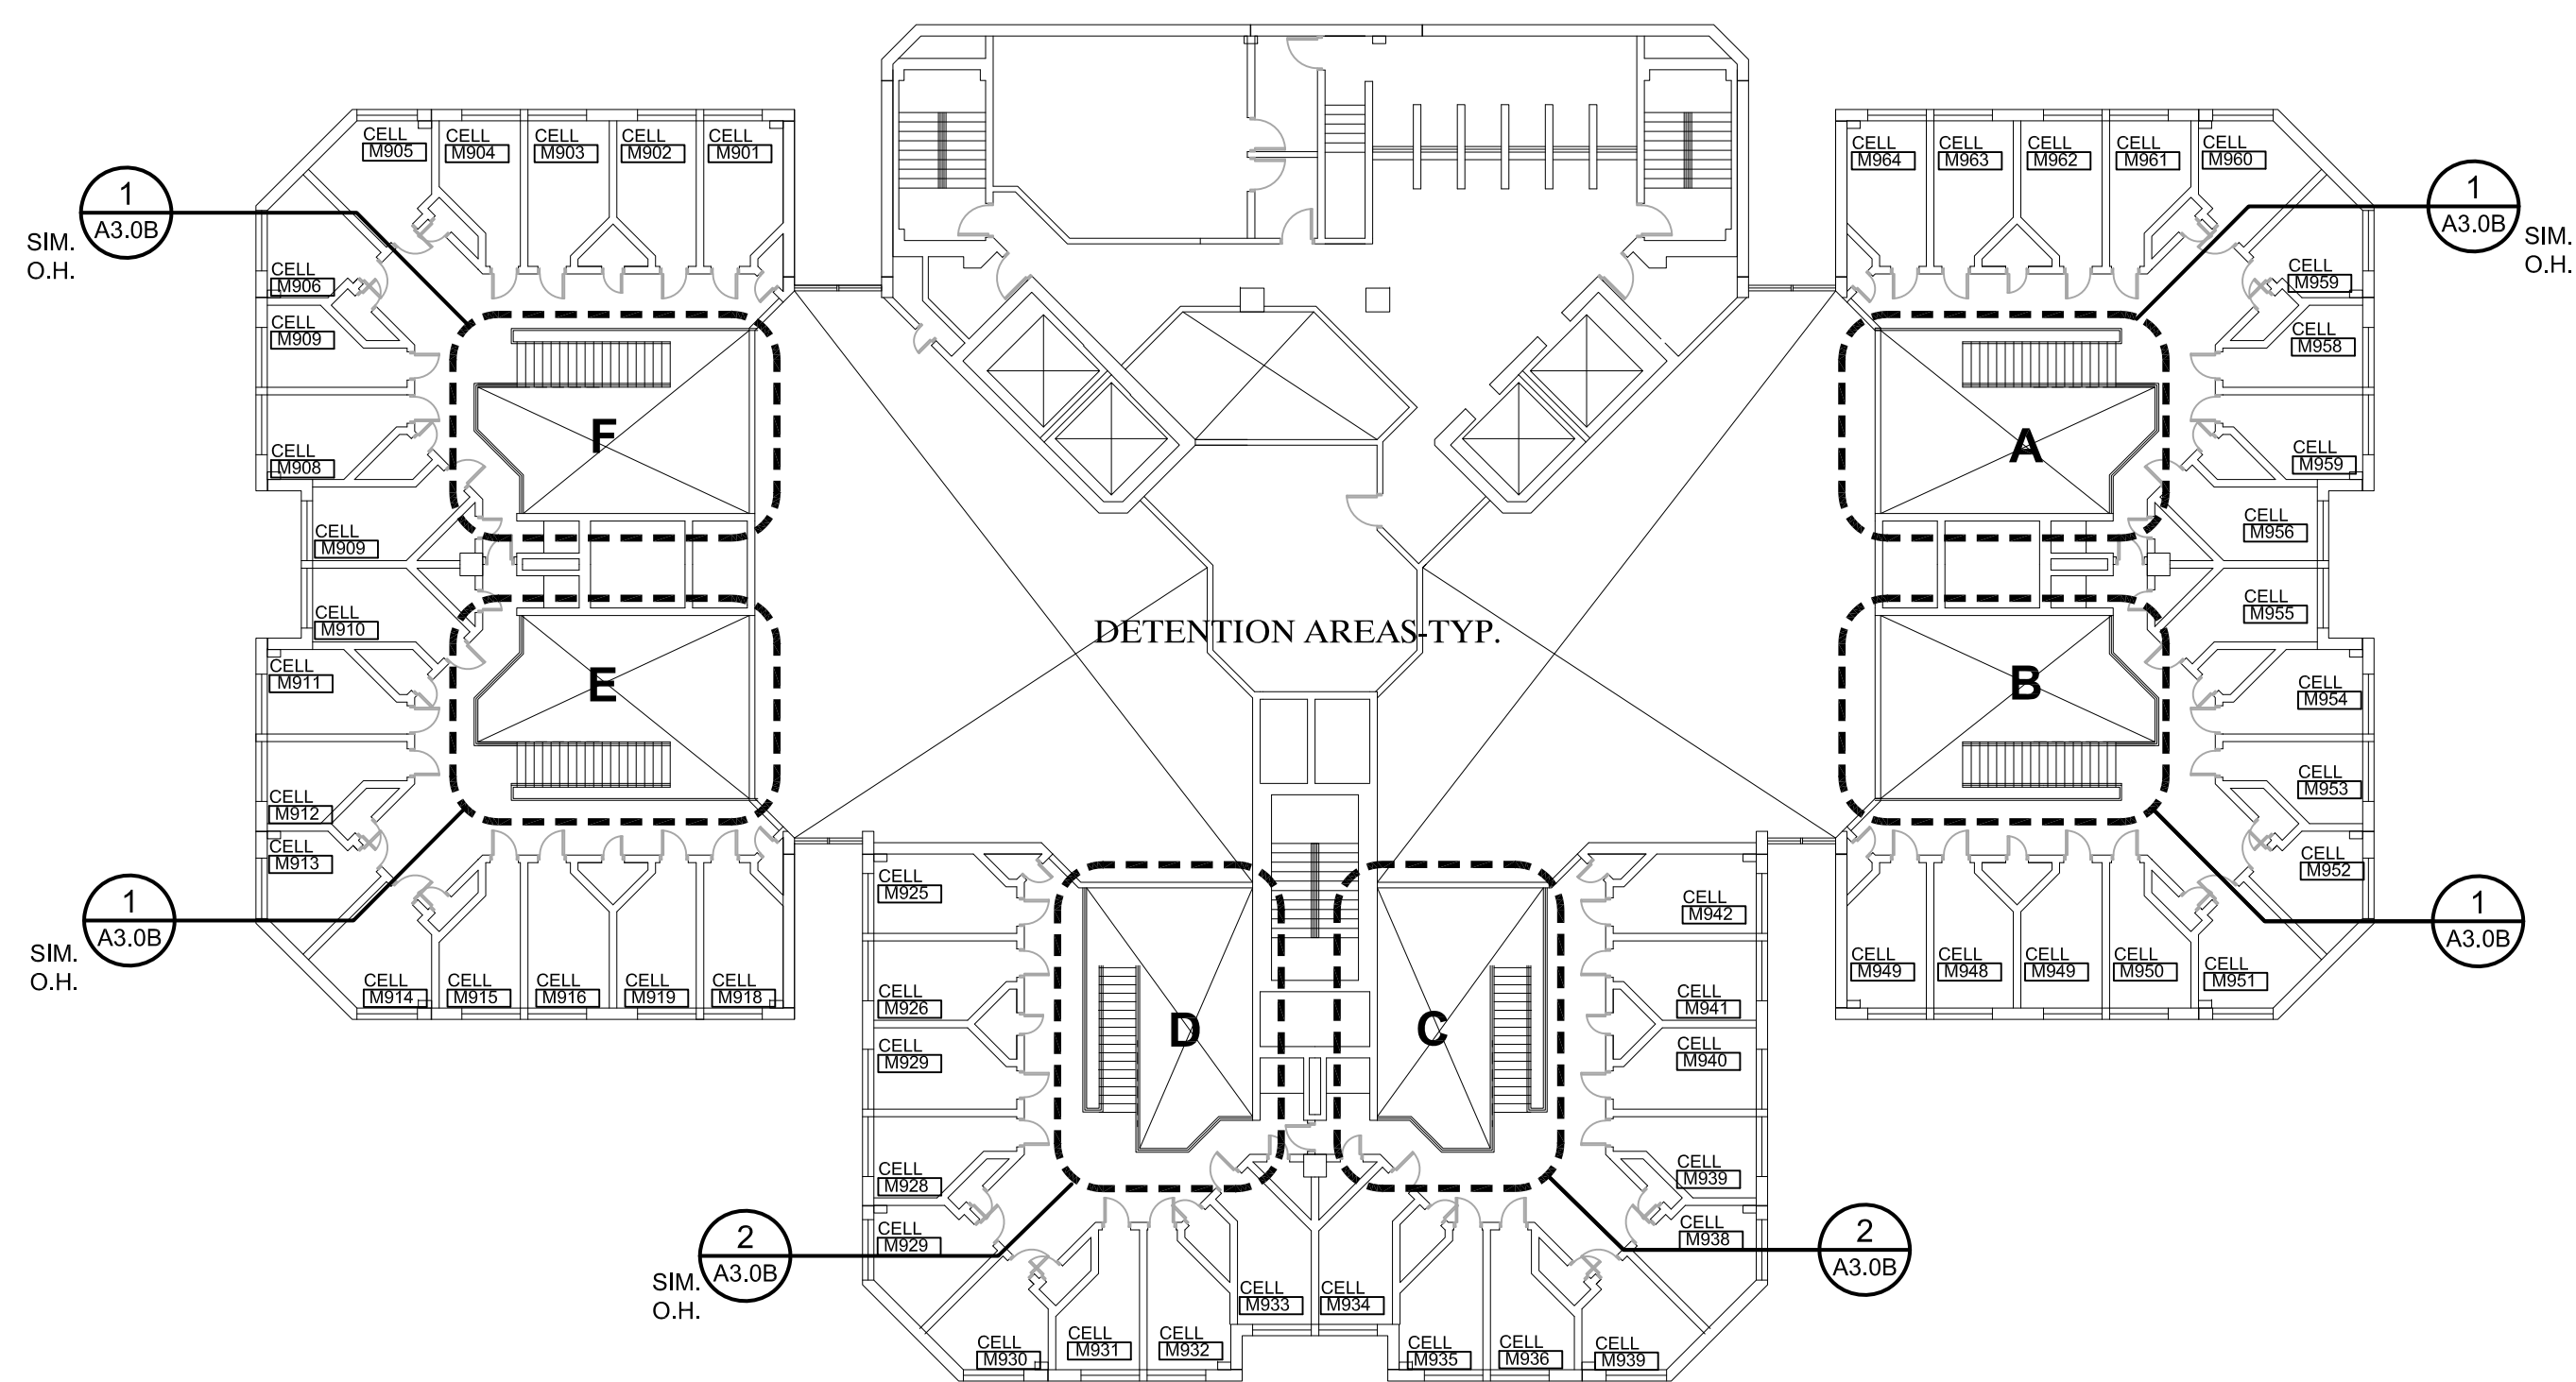 CELL
M905
CELL
M904
CELL
M903
CELL
M902
CELL
M901
CELL
M964
CELL
M963
CELL
M962
CELL
M961
CELL
M960
1
A3.0B
SIM.
O.H.
1
A3.0B
SIM.
O.H.
CELL
M906
CELL
M909
CELL
M908
CELL
M909
CELL
M910
CELL
M911
CELL
M912
CELL
M913
F
E
DETENTION AREAS-TYP.
A
B
CELL
M959
CELL
M958
CELL
M959
CELL
M956
CELL
M955
CELL
M954
CELL
M953
CELL
M952
1
A3.0B
SIM.
O.H.
CELL
M914
CELL
M915
CELL
M916
CELL
M919
CELL
M918
CELL
M949
CELL
M948
CELL
M949
CELL
M950
CELL
M951
1
A3.0B
CELL
M925
CELL
M926
CELL
M929
CELL
M928
CELL
M929
D
C
CELL
M942
CELL
M941
CELL
M940
CELL
M939
CELL
M938
2
A3.0B
SIM.
O.H.
2
A3.0B
CELL
M930
CELL
M931
CELL
M932
CELL
M933
CELL
M934
CELL
M935
CELL
M936
CELL
M939